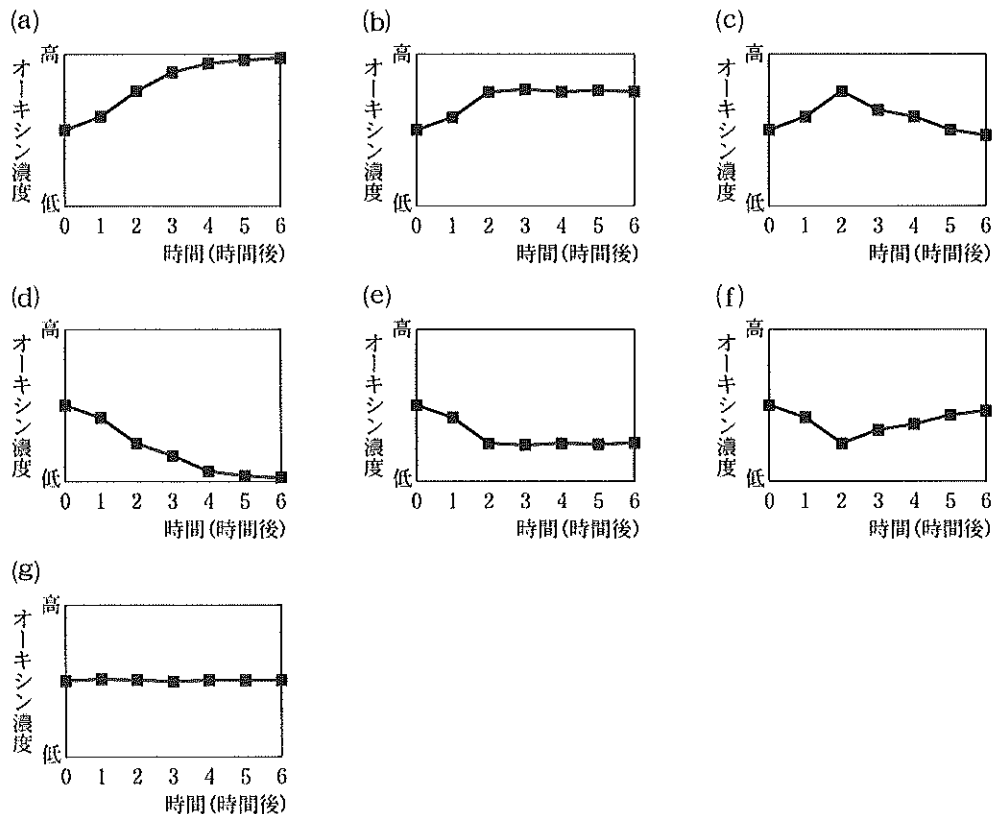 (a)
高
オーキシン濃度
低
0 1 2 3 4 5 6
時間(時間後)
(b)
高
オーキシン濃度
低
0 1 2 3 4 5 6
時間(時間後)
(c)
高
オーキシン濃度
低
0 1 2 3 4 5 6
時間(時間後)
(d)
高
オーキシン濃度
低
0 1 2 3 4 5 6
時間(時間後)
(e)
高
オーキシン濃度
低
0 1 2 3 4 5 6
時間(時間後)
(f)
高
オーキシン濃度
低
0 1 2 3 4 5 6
時間(時間後)
(g)
高
オーキシン濃度
低
0 1 2 3 4 5 6
時間(時間後)